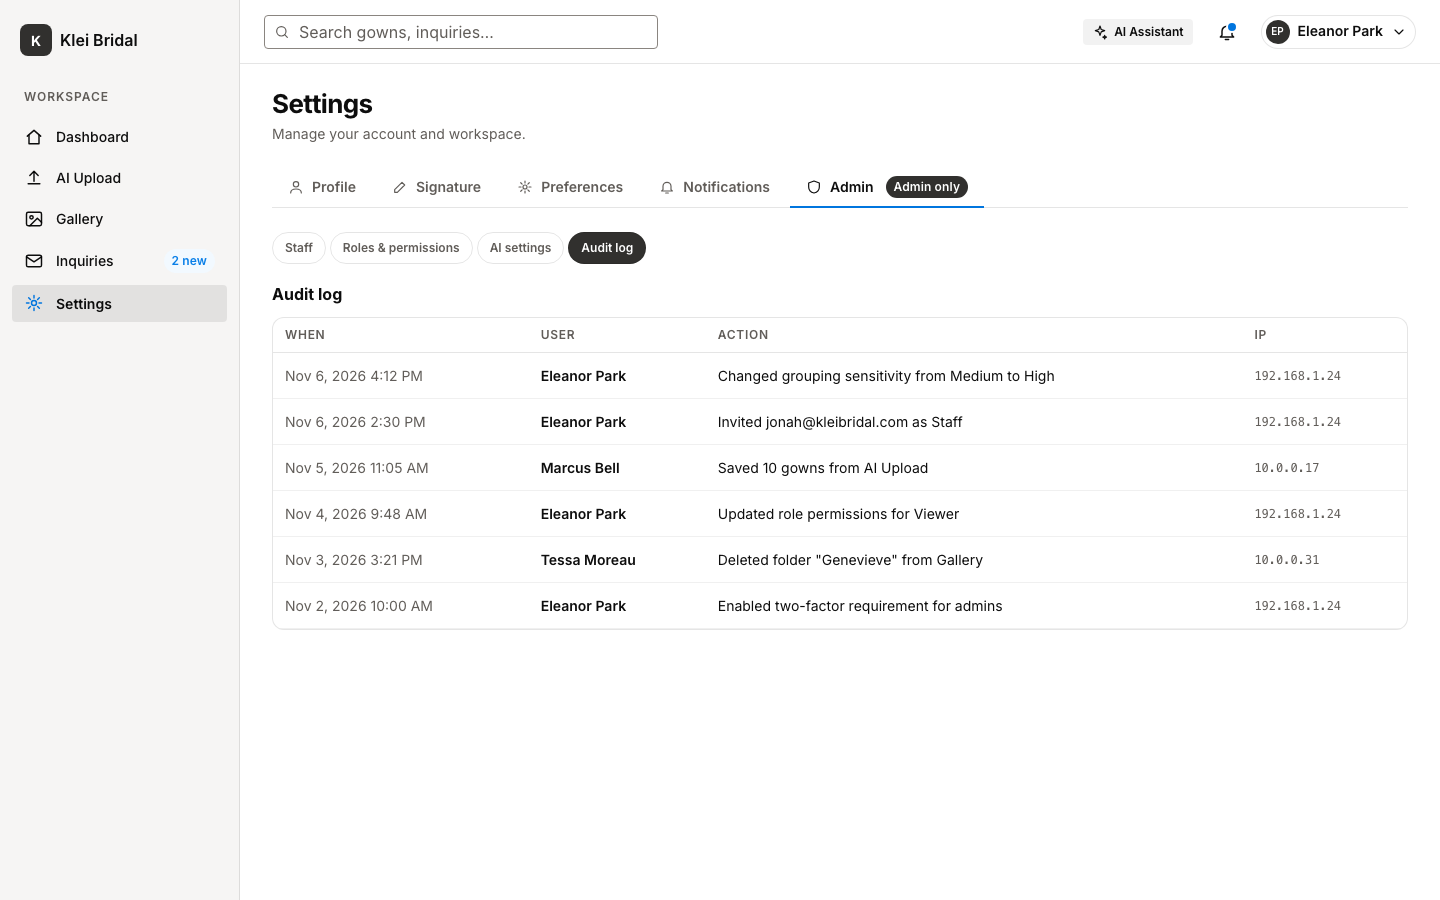 K Klei Bridal
Search gowns, inquiries...
AI Assistant
EP Eleanor Park
WORKSPACE
Dashboard
AI Upload
Gallery
Inquiries 2 new
Settings
Settings
Manage your account and workspace.
Profile Signature Preferences Notifications Admin Admin only
Staff Roles & permissions AI settings Audit log
Audit log
WHEN USER ACTION IP
Nov 6, 2026 4:12 PM Eleanor Park Changed grouping sensitivity from Medium to High 192.168.1.24
Nov 6, 2026 2:30 PM Eleanor Park Invited jonah@kleibridal.com as Staff 192.168.1.24
Nov 5, 2026 11:05 AM Marcus Bell Saved 10 gowns from AI Upload 10.0.0.17
Nov 4, 2026 9:48 AM Eleanor Park Updated role permissions for Viewer 192.168.1.24
Nov 3, 2026 3:21 PM Tessa Moreau Deleted folder "Genevieve" from Gallery 10.0.0.31
Nov 2, 2026 10:00 AM Eleanor Park Enabled two-factor requirement for admins 192.168.1.24